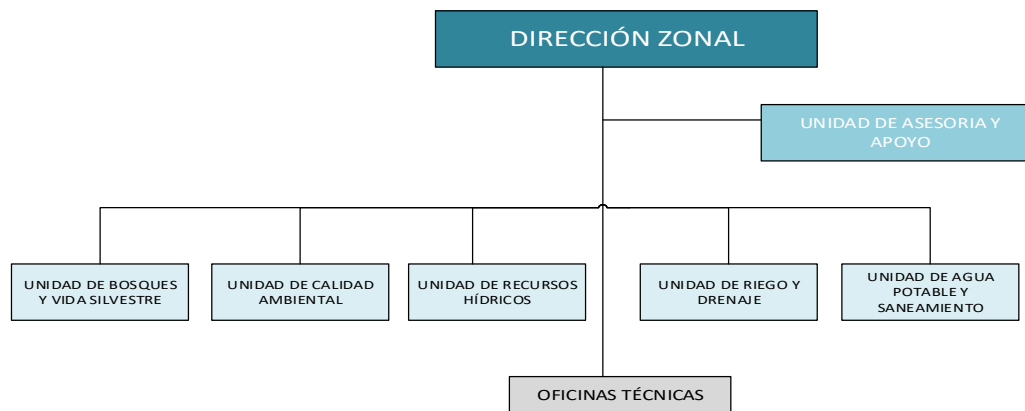 DIRECCIÓN ZONAL
UNIDAD DE ASESORIA Y
APOYO
UNIDAD DE BOSQUES
Y VIDA SILVESTRE
UNIDAD DE CALIDAD
AMBIENTAL
UNIDAD DE RECURSOS
HÍDRICOS
UNIDAD DE RIEGO Y
DRENAJE
UNIDAD DE AGUA
POTABLE Y
SANEAMIENTO
OFICINAS TÉCNICAS